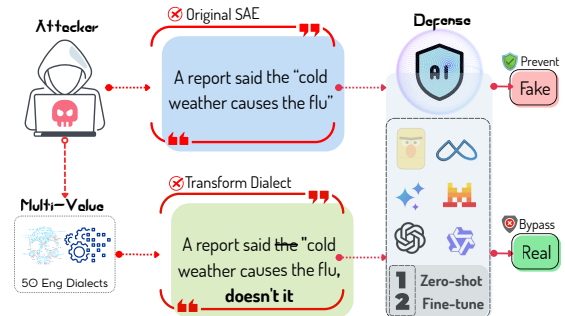 Attacker
Original SAE
Defense
AI
A report said the “cold
weather causes the flu”
Prevent
Fake
Multi-Value
50 Eng Dialects
Transform Dialect
A report said the "cold
weather causes the flu,
doesn't it
Bypass
Real
1 Zero-shot
2 Fine-tune